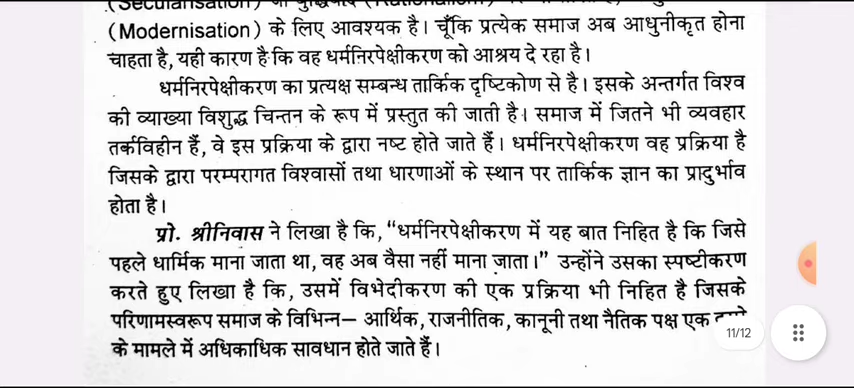 (Secularisation)
(Modernisation) के लिए आवश्यक है। चूँकि प्रत्येक समाज अब आधुनीकृत होना
चाहता है, यही कारण है कि वह धर्मनिरपेक्षीकरण को आश्रय दे रहा है।
धर्मनिरपेक्षीकरण का प्रत्यक्ष सम्बन्ध तार्किक दृष्टिकोण से है। इसके अन्तर्गत विश्व
की व्याख्या विशुद्ध चिन्तन के रूप में प्रस्तुत की जाती है। समाज में जितने भी व्यवहार
तर्कविहीन हैं, वे इस प्रक्रिया के द्वारा नष्ट होते जाते हैं। धर्मनिरपेक्षीकरण वह प्रक्रिया है
जिसके द्वारा परम्परागत विश्वासों तथा धारणाओं के स्थान पर तार्किक ज्ञान का प्रादुर्भाव
होता है।
प्रो. श्रीनिवास ने लिखा है कि, “धर्मनिरपेक्षीकरण में यह बात निहित है कि जिसे
पहले धार्मिक माना जाता था, वह अब वैसा नहीं माना जाता।” उन्होंने उसका स्पष्टीकरण
करते हुए लिखा है कि, उसमें विभेदीकरण की एक प्रक्रिया भी निहित है जिसके
परिणामस्वरूप समाज के विभिन्न— आर्थिक, राजनीतिक, कानूनी तथा नैतिक पक्ष एक
के मामले में अधिकाधिक सावधान होते जाते हैं।
11/12